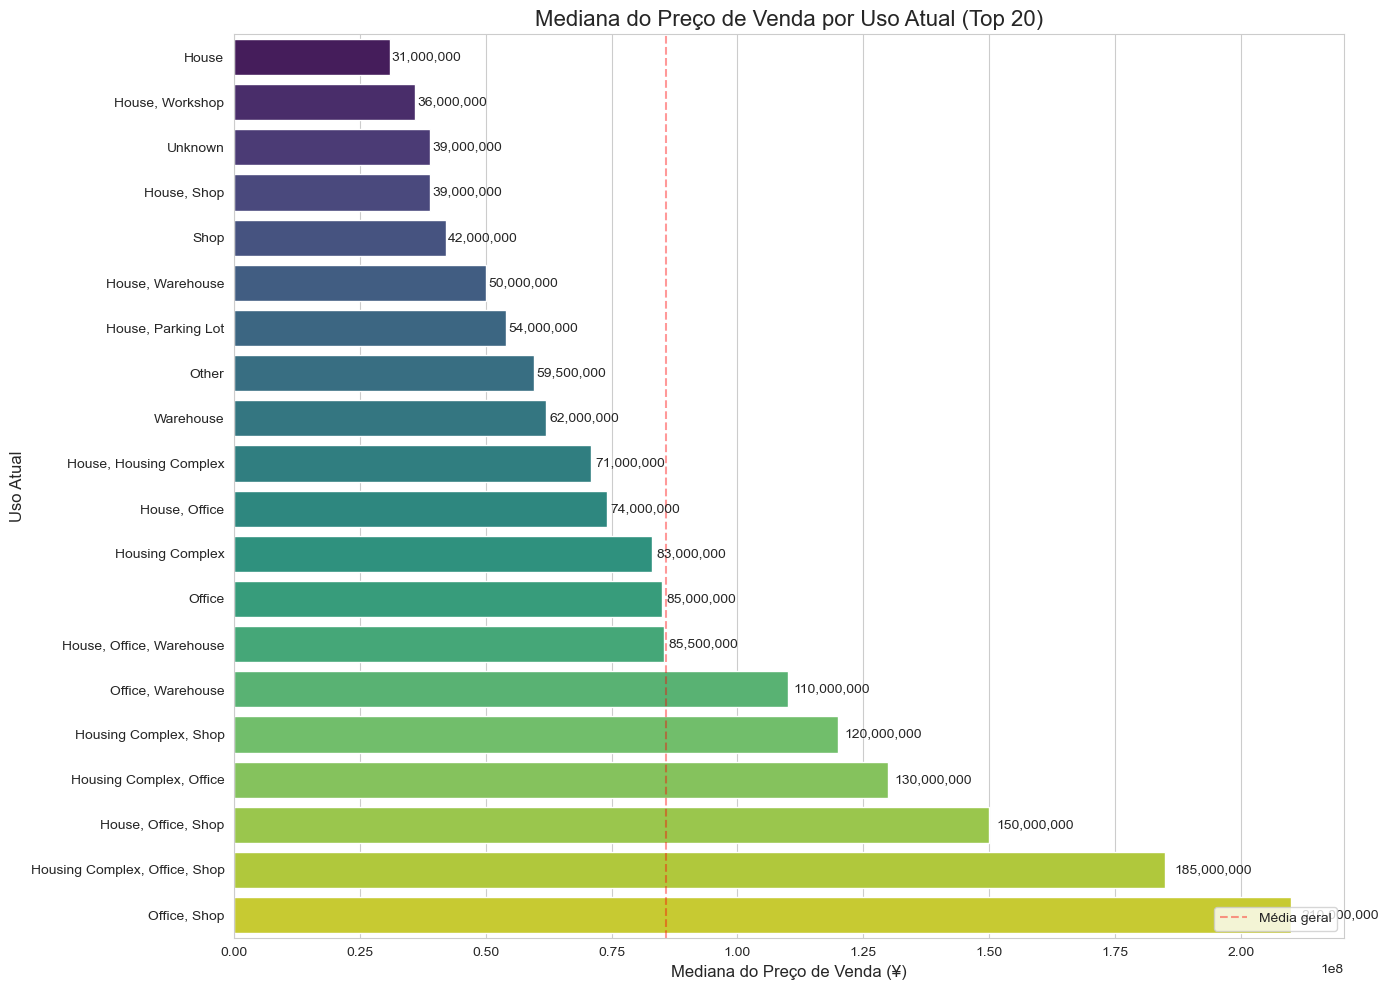 Mediana do Preço de Venda por Uso Atual (Top 20)
House 31,000,000
House, Workshop 36,000,000
Unknown 39,000,000
House, Shop 39,000,000
Shop 42,000,000
House, Warehouse 50,000,000
House, Parking Lot 54,000,000
Other 59,500,000
Warehouse 62,000,000
House, Housing Complex 71,000,000
House, Office 74,000,000
Housing Complex 83,000,000
Office 85,000,000
House, Office, Warehouse 85,500,000
Office, Warehouse 110,000,000
Housing Complex, Shop 120,000,000
Housing Complex, Office 130,000,000
House, Office, Shop 150,000,000
Housing Complex, Office, Shop 185,000,000
Office, Shop 210,000,000
Média geral
0.00 0.25 0.50 0.75 1.00 1.25 1.50 1.75 2.00
1e8
Mediana do Preço de Venda (¥)
Uso Atual